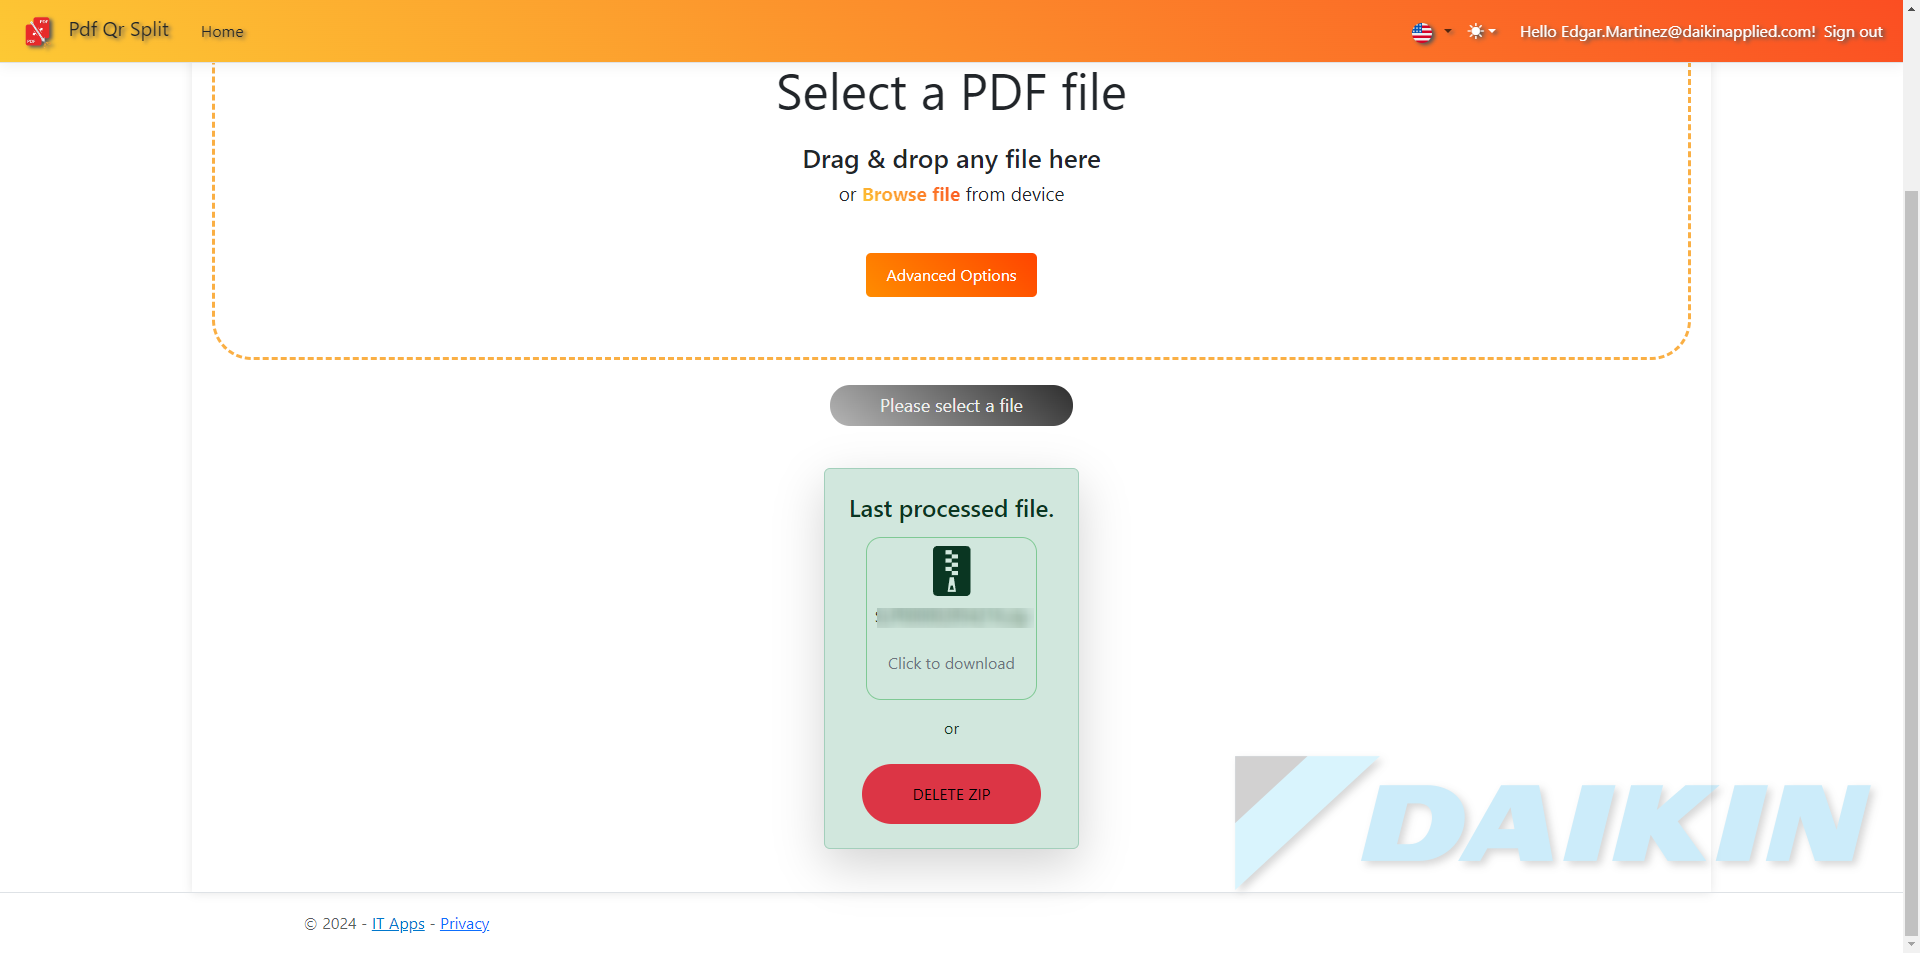 Pdf Qr Split
Home
Hello Edgar.Martinez@daikinapplied.com! Sign out
Select a PDF file
Drag & drop any file here
or Browse file from device
Advanced Options
Please select a file
Last processed file.
Click to download
or
DELETE ZIP
DAIKIN
© 2024 - IT Apps - Privacy